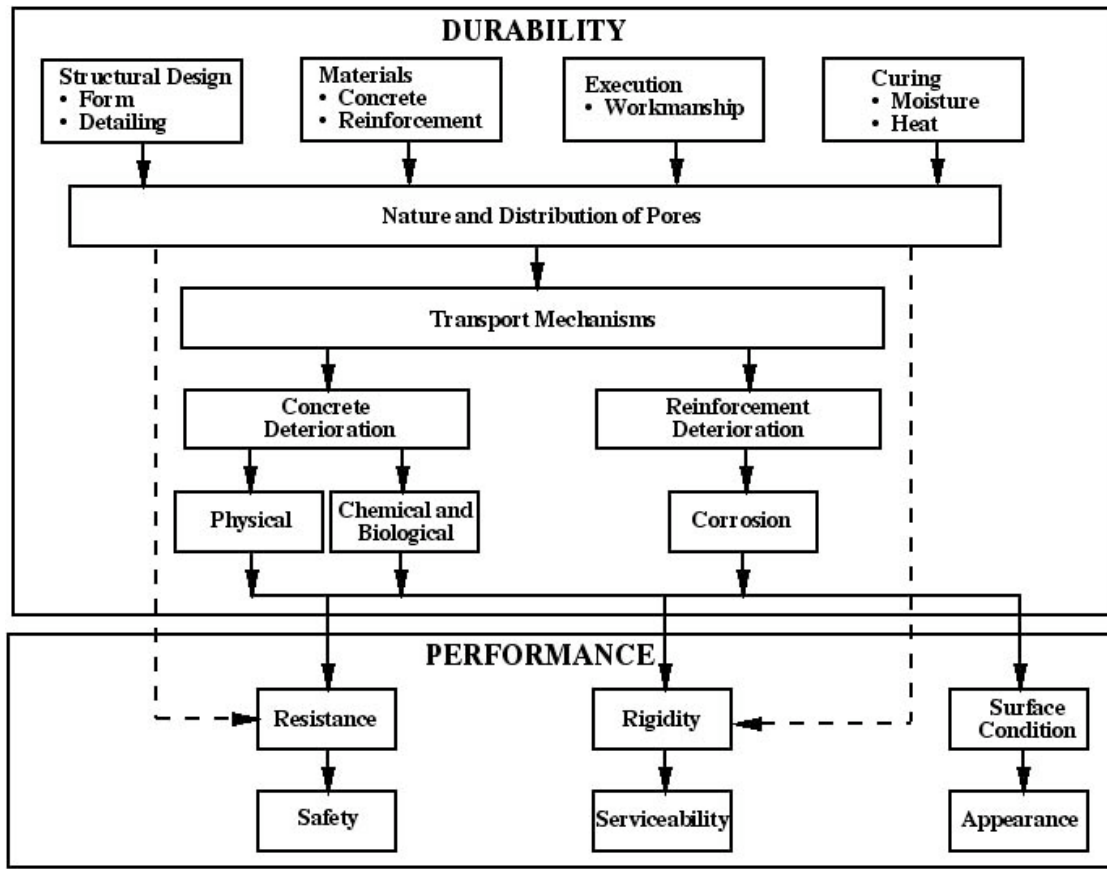 DURABILITY
Structural Design
• Form
• Detailing
Materials
• Concrete
• Reinforcement
Execution
• Workmanship
Curing
• Moisture
• Heat
Nature and Distribution of Pores
Transport Mechanisms
Concrete
Deterioration
Reinforcement
Deterioration
Physical
Chemical and
Biological
Corrosion
PERFORMANCE
Resistance
Rigidity
Surface
Condition
Safety
Serviceability
Appearance